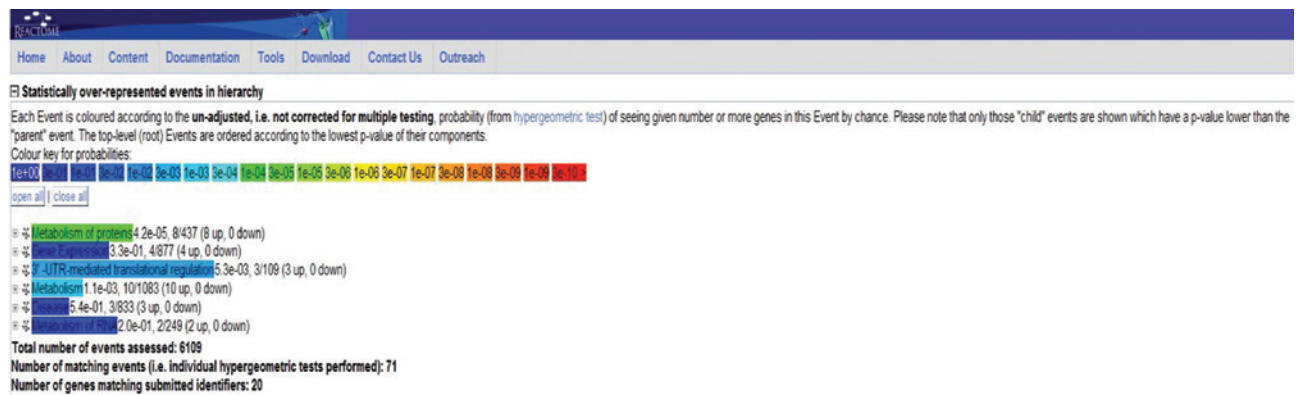 REACTOME
Home About Content Documentation Tools Download Contact Us Outreach
Statistically over-represented events in hierarchy
Each Event is coloured according to the un-adjusted, i.e. not corrected for multiple testing, probability (from hypergeometric test) of seeing given number or more genes in this Event by chance. Please note that only those "child" events are shown which have a p-value lower than the
"parent" event. The top-level (root) Events are ordered according to the lowest p-value of their components.
Colour key for probabilities:
1e+00 3e-01 1e-01 3e-02 1e-02 3e-03 1e-03 3e-04 1e-04 3e-05 1e-05 3e-06 1e-06 3e-07 1e-07 3e-08 1e-08 3e-09 1e-09 3e-10 >
open all | close all
Metabolism of proteins 4.2e-05, 8/437 (8 up, 0 down)
Gene Expression 3.3e-01, 4/877 (4 up, 0 down)
3' -UTR-mediated translational regulation 5.3e-03, 3/109 (3 up, 0 down)
Metabolism 1.1e-03, 10/1083 (10 up, 0 down)
Disease 5.4e-01, 3/833 (3 up, 0 down)
Metabolism of RNA 2.0e-01, 2/249 (2 up, 0 down)
Total number of events assessed: 6109
Number of matching events (i.e. individual hypergeometric tests performed): 71
Number of genes matching submitted identifiers: 20